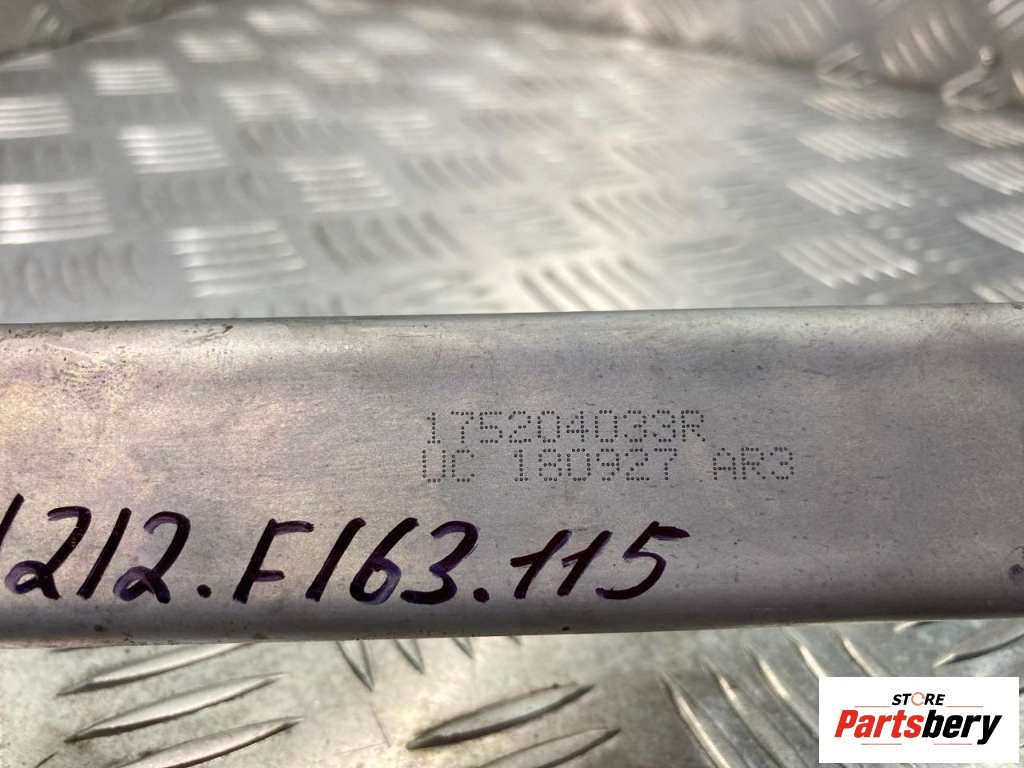 175204033R
UC 180927 AR3
1212.F163.115
STORE
Partsbery